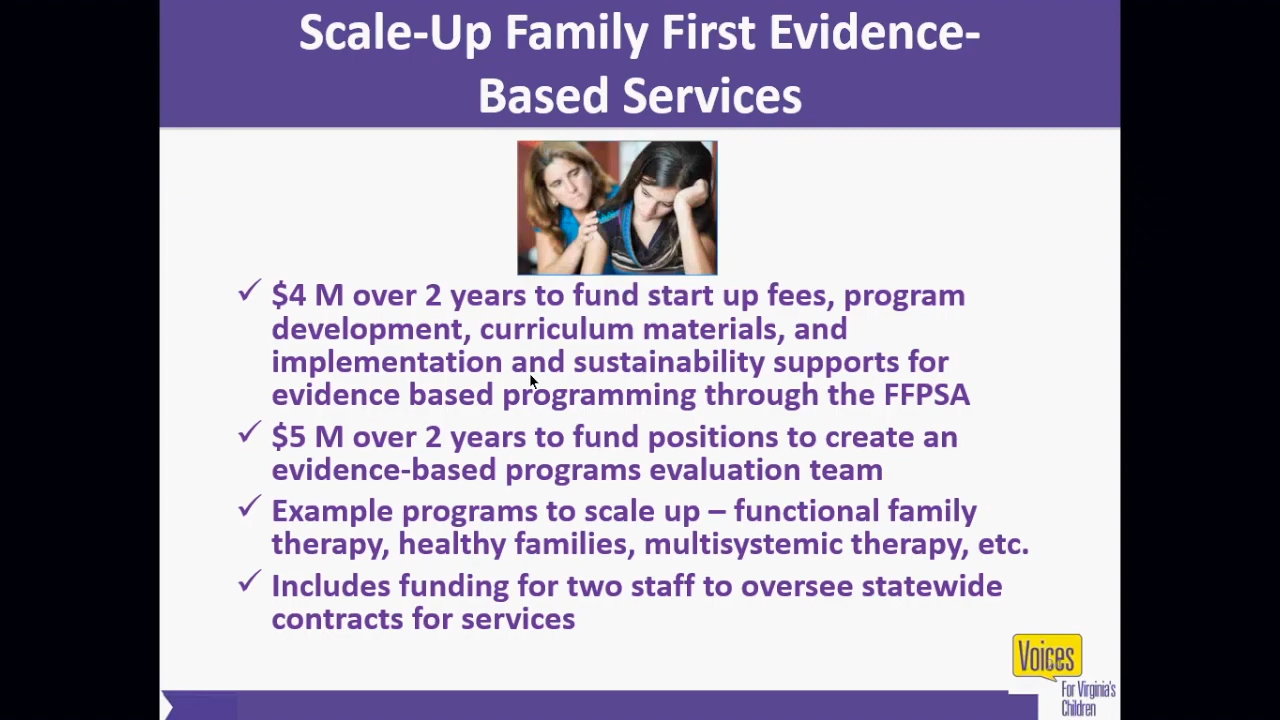 Scale-Up Family First Evidence-
Based Services
✓ $4 M over 2 years to fund start up fees, program
development, curriculum materials, and
implementation and sustainability supports for
evidence based programming through the FFPSA
✓ $5 M over 2 years to fund positions to create an
evidence-based programs evaluation team
✓ Example programs to scale up – functional family
therapy, healthy families, multisystemic therapy, etc.
✓ Includes funding for two staff to oversee statewide
contracts for services
Voices
For Virginia's
Children